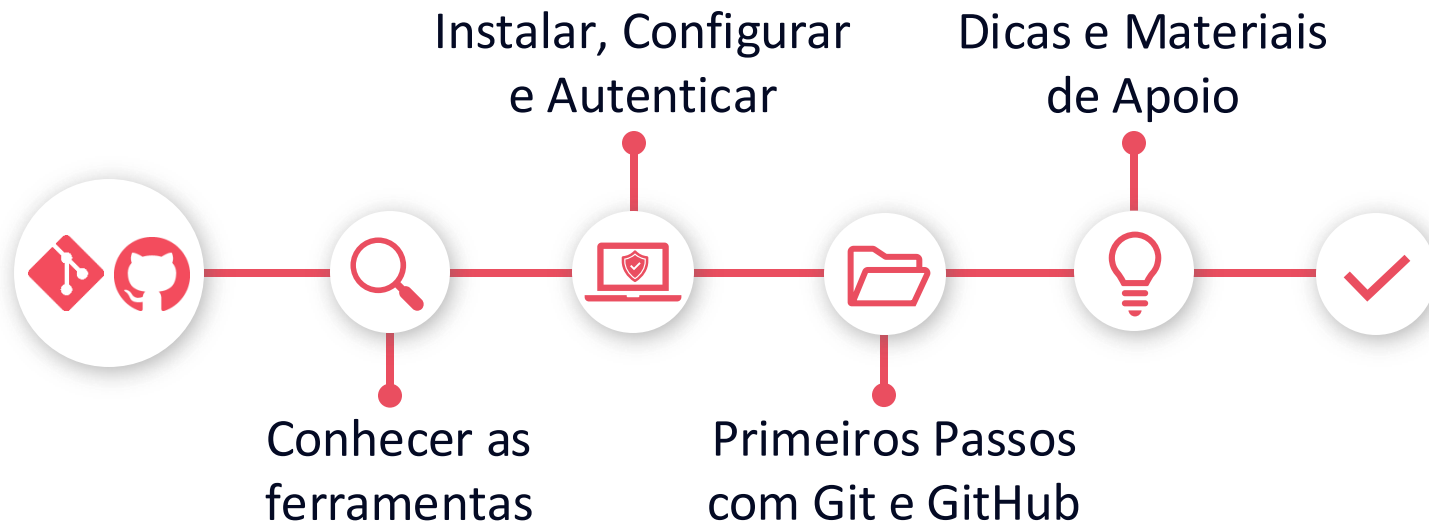 Instalar, Configurar
e Autenticar
Dicas e Materiais
de Apoio
Conhecer as
ferramentas
Primeiros Passos
com Git e GitHub